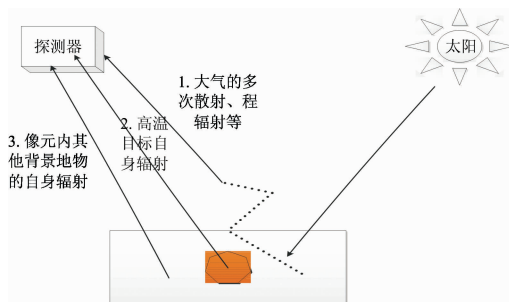 探测器
太阳
1. 大气的多
次散射、程
辐射等
2. 高温
目标自
身辐射
3. 像元内其
他背景地物
的自身辐射